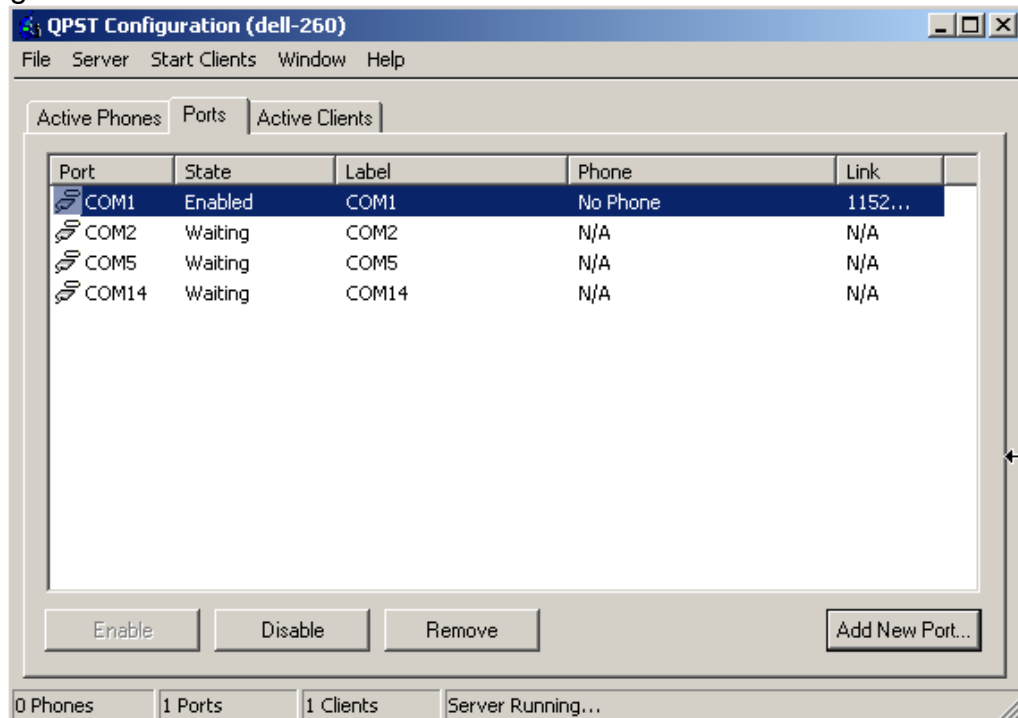 QPST Configuration (dell-260)
File Server Start Clients Window Help
Active Phones Ports Active Clients
Port State Label Phone Link
COM1 Enabled COM1 No Phone 1152...
COM2 Waiting COM2 N/A N/A
COM5 Waiting COM5 N/A N/A
COM14 Waiting COM14 N/A N/A
Enable Disable Remove Add New Port...
0 Phones 1 Ports 1 Clients Server Running...